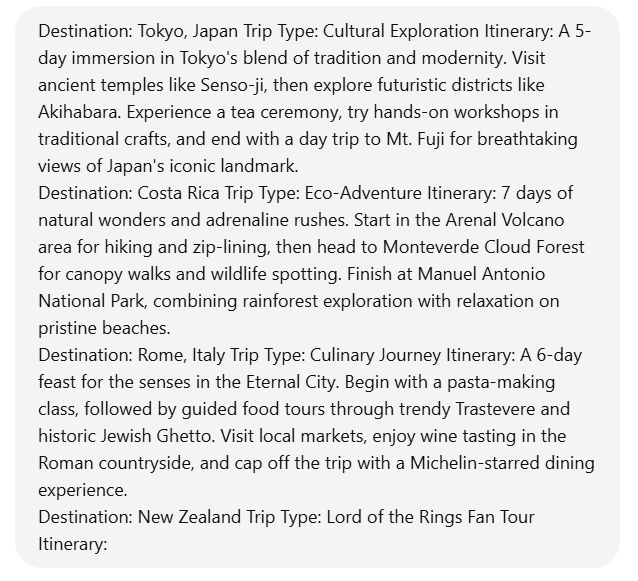 Destination: Tokyo, Japan Trip Type: Cultural Exploration Itinerary: A 5-
day immersion in Tokyo's blend of tradition and modernity. Visit
ancient temples like Senso-ji, then explore futuristic districts like
Akihabara. Experience a tea ceremony, try hands-on workshops in
traditional crafts, and end with a day trip to Mt. Fuji for breathtaking
views of Japan's iconic landmark.
Destination: Costa Rica Trip Type: Eco-Adventure Itinerary: 7 days of
natural wonders and adrenaline rushes. Start in the Arenal Volcano
area for hiking and zip-lining, then head to Monteverde Cloud Forest
for canopy walks and wildlife spotting. Finish at Manuel Antonio
National Park, combining rainforest exploration with relaxation on
pristine beaches.
Destination: Rome, Italy Trip Type: Culinary Journey Itinerary: A 6-day
feast for the senses in the Eternal City. Begin with a pasta-making
class, followed by guided food tours through trendy Trastevere and
historic Jewish Ghetto. Visit local markets, enjoy wine tasting in the
Roman countryside, and cap off the trip with a Michelin-starred dining
experience.
Destination: New Zealand Trip Type: Lord of the Rings Fan Tour
Itinerary: